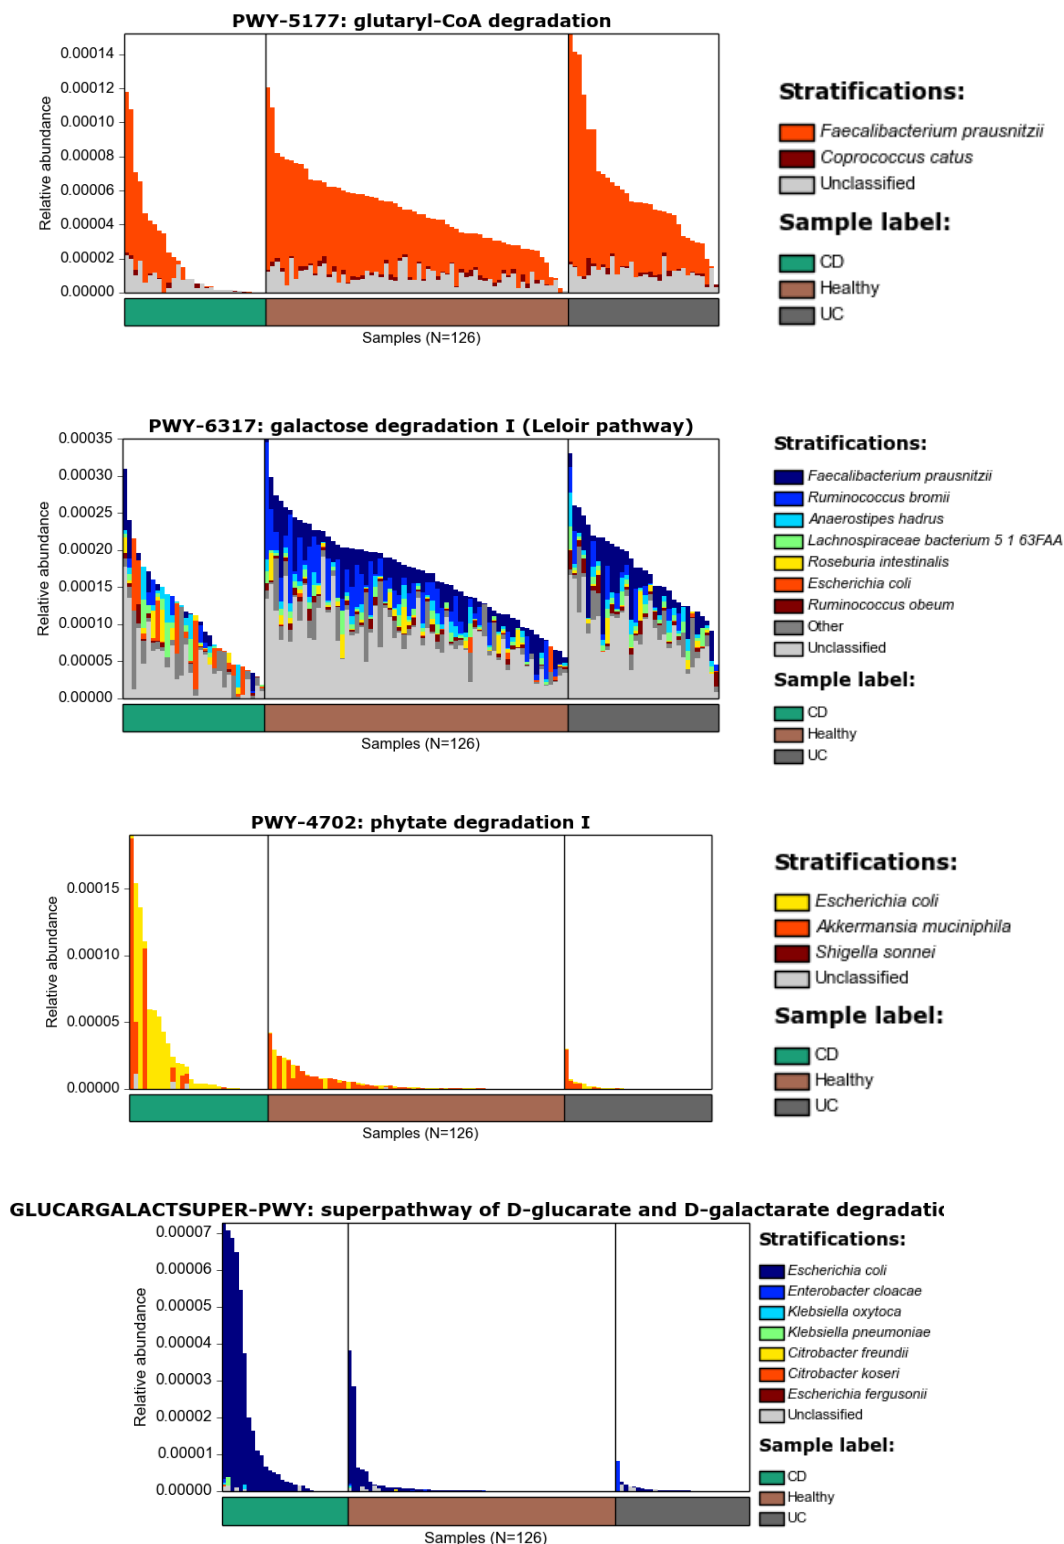 PWY-5177: glutaryl-CoA degradation
0.00014
0.00012
0.00010
0.00008
0.00006
0.00004
0.00002
0.00000
Relative abundance
Samples (N=126)
Stratifications:
Faecalibacterium prausnitzii
Coprococcus catus
Unclassified
Sample label:
CD
Healthy
UC
PWY-6317: galactose degradation I (Leloir pathway)
0.00035
0.00030
0.00025
0.00020
0.00015
0.00010
0.00005
0.00000
Relative abundance
Samples (N=126)
Stratifications:
Faecalibacterium prausnitzii
Ruminococcus bromii
Anaerostipes hadrus
Lachnospiraceae bacterium 5 1 63FAA
Roseburia intestinalis
Escherichia coli
Ruminococcus obeum
Other
Unclassified
Sample label:
CD
Healthy
UC
PWY-4702: phytate degradation I
0.00015
0.00010
0.00005
0.00000
Relative abundance
Samples (N=126)
Stratifications:
Escherichia coli
Akkermansia muciniphila
Shigella sonnei
Unclassified
Sample label:
CD
Healthy
UC
GLUCARGALACTSUPER-PWY: superpathway of D-glucarate and D-galactarate degradatic
0.00007
0.00006
0.00005
0.00004
0.00003
0.00002
0.00001
0.00000
Relative abundance
Samples (N=126)
Stratifications:
Escherichia coli
Enterobacter cloacae
Klebsiella oxytoca
Klebsiella pneumoniae
Citrobacter freundii
Citrobacter koseri
Escherichia fergusonii
Unclassified
Sample label:
CD
Healthy
UC